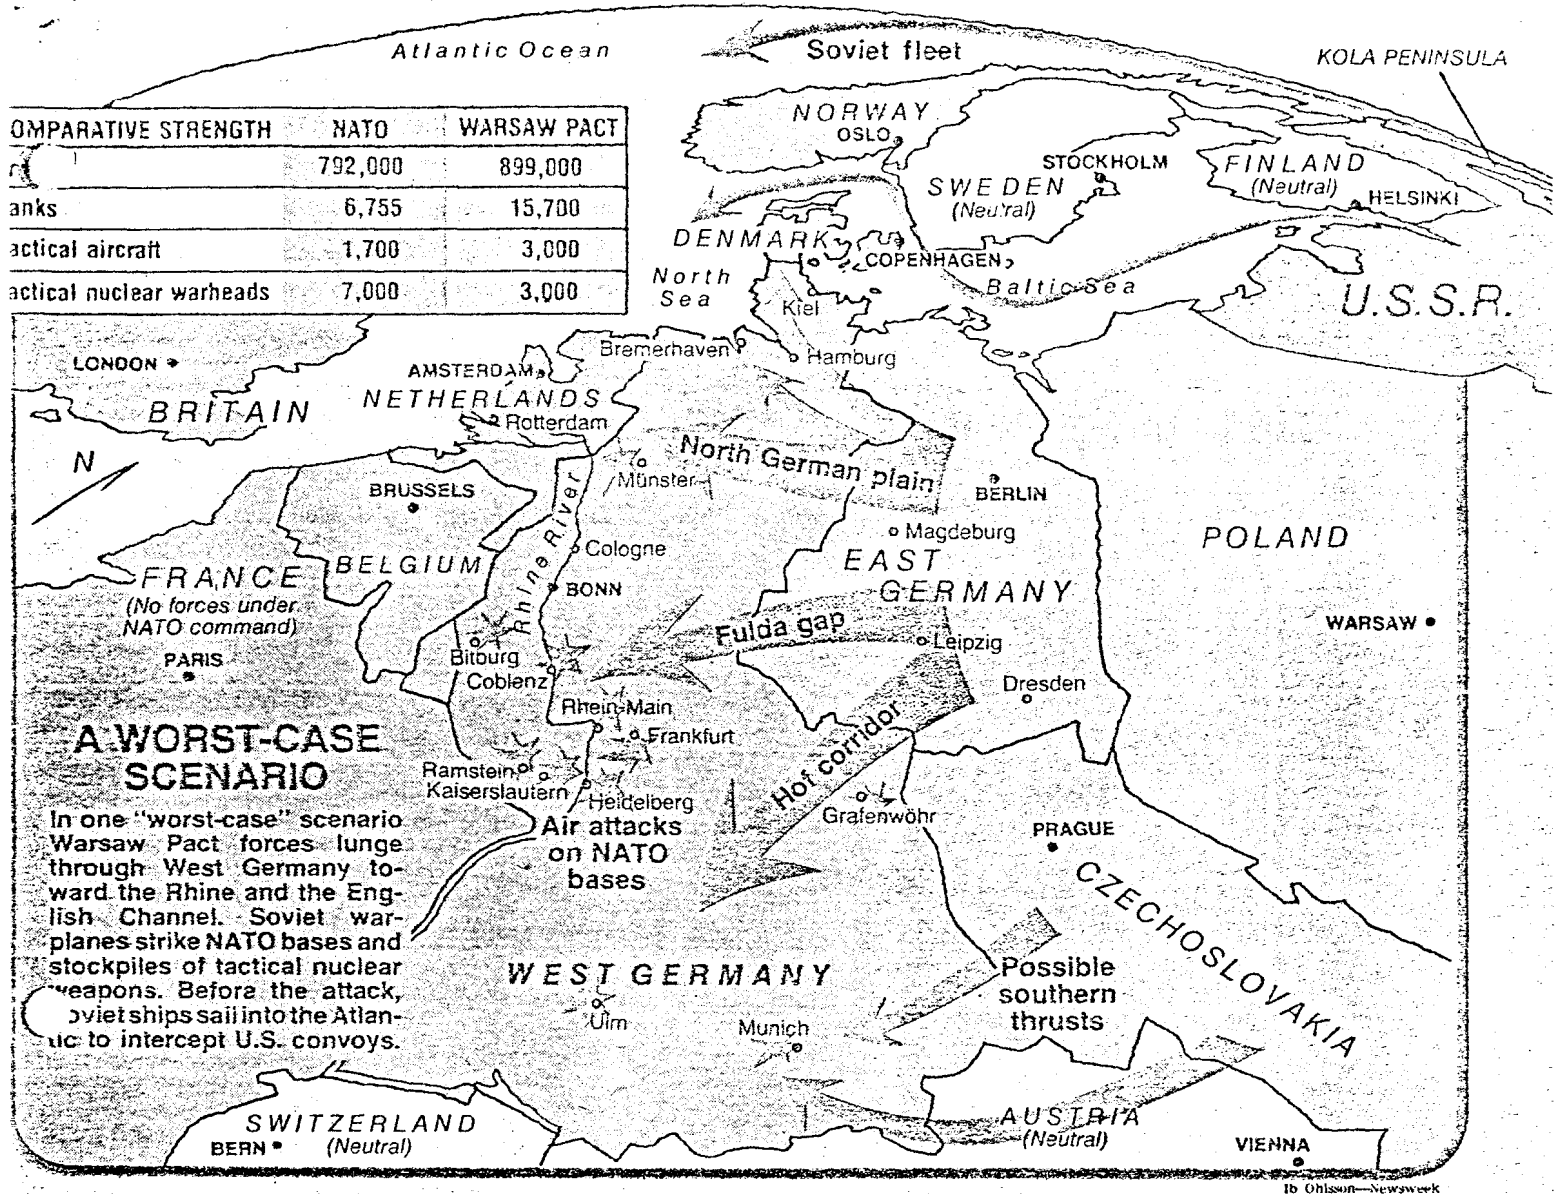 Atlantic Ocean
Soviet fleet
KOLA PENINSULA
OMPARATIVE STRENGTH NATO WARSAW PACT
792,000 899,000
anks 6,755 15,700
actical aircraft 1,700 3,000
actical nuclear warheads 7,000 3,000
NORWAY
OSLO
STOCKHOLM
SWEDEN
(Neutral)
FINLAND
(Neutral)
HELSINKI
DENMARK
COPENHAGEN
North
Sea
Baltic Sea
U.S.S.R.
Kiel
LONDON
BRITAIN
AMSTERDAM
NETHERLANDS
Rotterdam
Bremerhaven
Hamburg
N
North German plain
Münster
BERLIN
BRUSSELS
BELGIUM
Rhine River
Cologne
BONN
Magdeburg
EAST
GERMANY
POLAND
WARSAW
FRANCE
(No forces under
NATO command)
PARIS
Fulda gap
Leipzig
Dresden
Bitburg
Coblenz
Rhein-Main
Frankfurt
Hof corridor
Ramstein
Kaiserslautern
Heidelberg
Grafenwöhr
Air attacks
on NATO
bases
PRAGUE
CZECHOSLOVAKIA
A WORST-CASE
SCENARIO
In one "worst-case" scenario
Warsaw Pact forces lunge
through West Germany to-
ward the Rhine and the Eng-
lish Channel. Soviet war-
planes strike NATO bases and
stockpiles of tactical nuclear
weapons. Before the attack,
oviet ships sail into the Atlan-
tic to intercept U.S. convoys.
WEST GERMANY
Ulm
Munich
Possible
southern
thrusts
SWITZERLAND
(Neutral)
BERN
AUSTRIA
(Neutral)
VIENNA
Ib Ohlsson—Newsweek